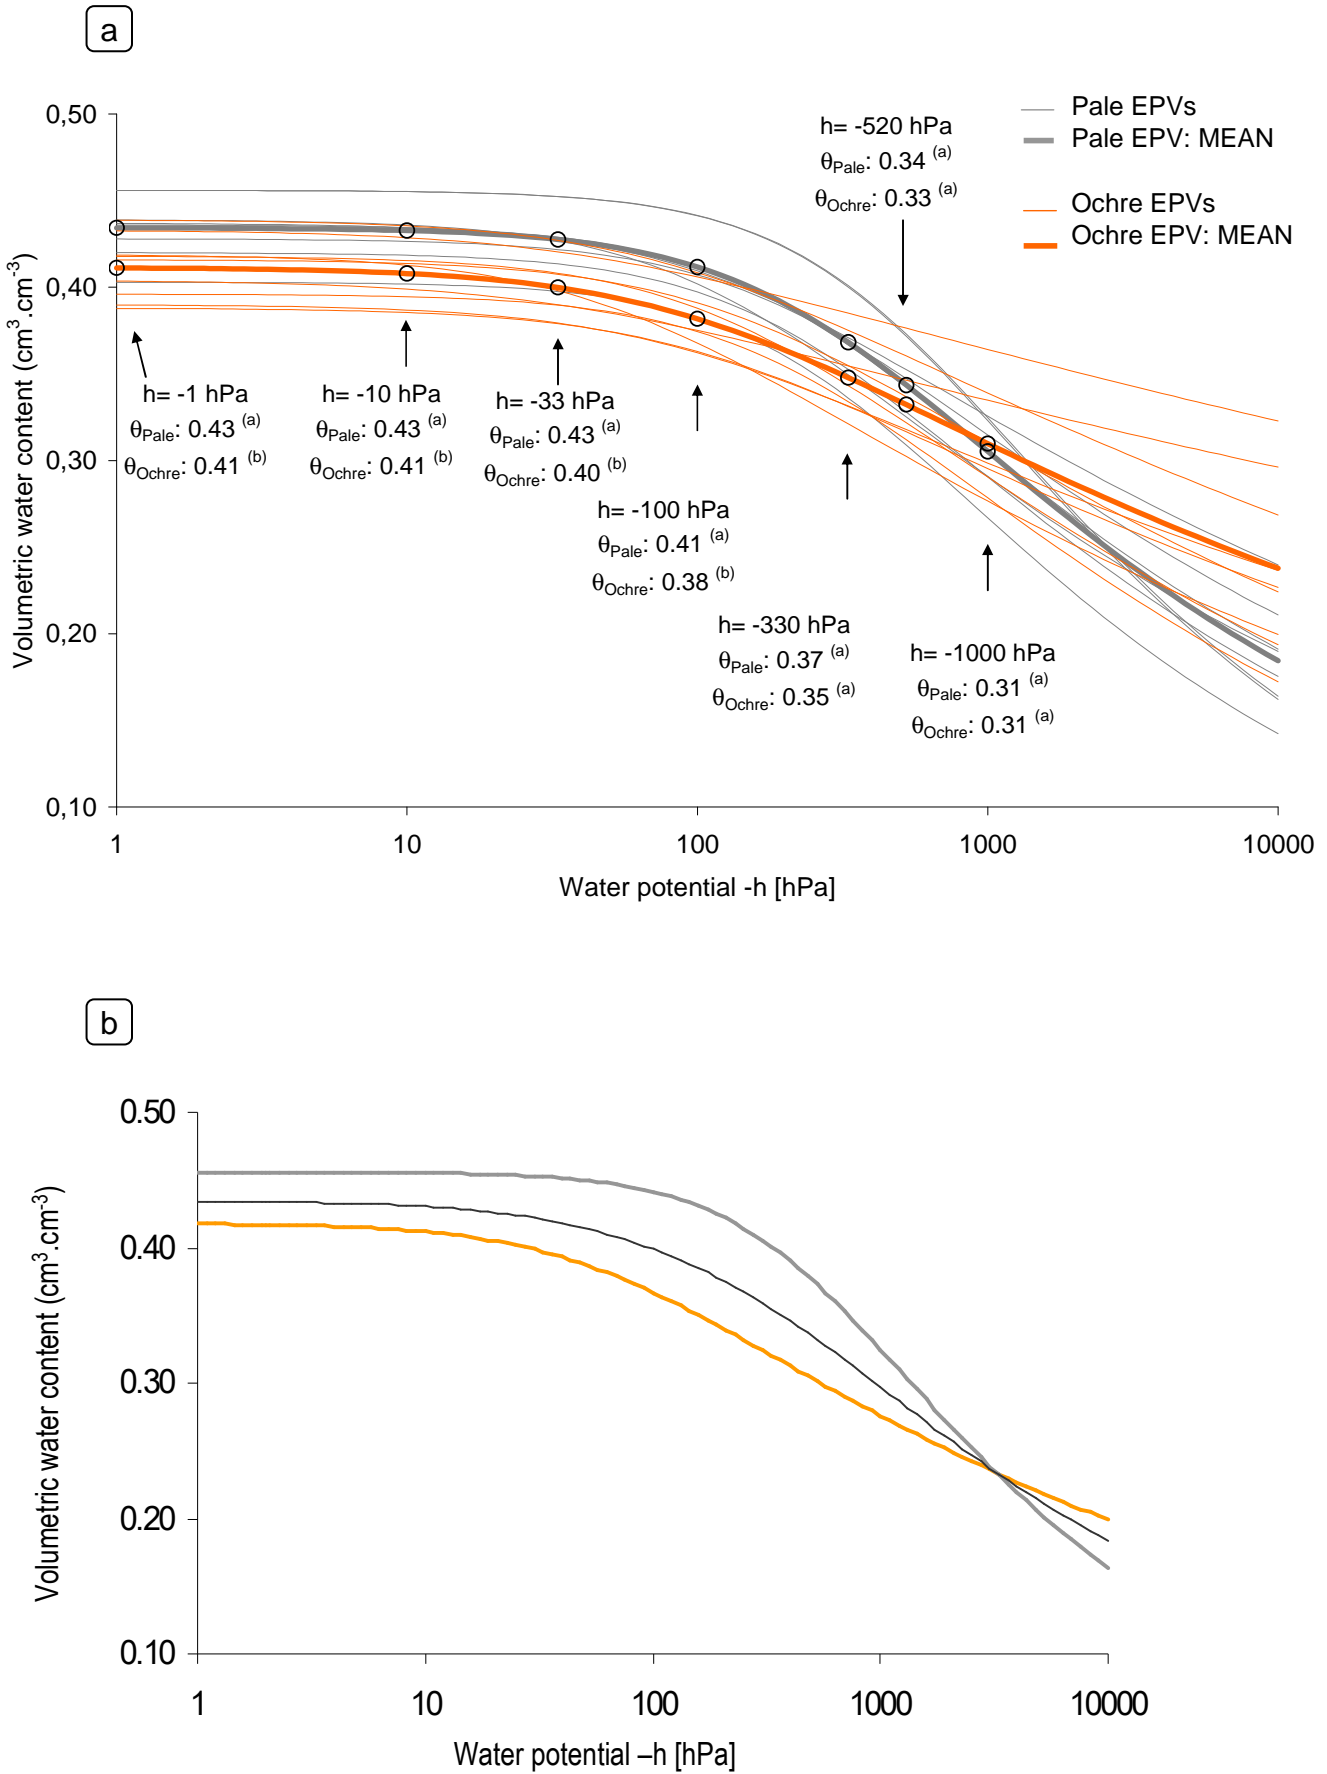 a
Pale EPVs
Pale EPV: MEAN
Ochre EPVs
Ochre EPV: MEAN
0,50
0,40
0,30
0,20
0,10
Volumetric water content (cm³.cm⁻³)
h= -520 hPa
θPale: 0.34 (a)
θOchre: 0.33 (a)
h= -1 hPa
θPale: 0.43 (a)
θOchre: 0.41 (b)
h= -10 hPa
θPale: 0.43 (a)
θOchre: 0.41 (b)
h= -33 hPa
θPale: 0.43 (a)
θOchre: 0.40 (b)
h= -100 hPa
θPale: 0.41 (a)
θOchre: 0.38 (b)
h= -330 hPa
θPale: 0.37 (a)
θOchre: 0.35 (a)
h= -1000 hPa
θPale: 0.31 (a)
θOchre: 0.31 (a)
1 10 100 1000 10000
Water potential -h [hPa]
b
0.50
0.40
0.30
0.20
0.10
Volumetric water content (cm³.cm⁻³)
1 10 100 1000 10000
Water potential –h [hPa]